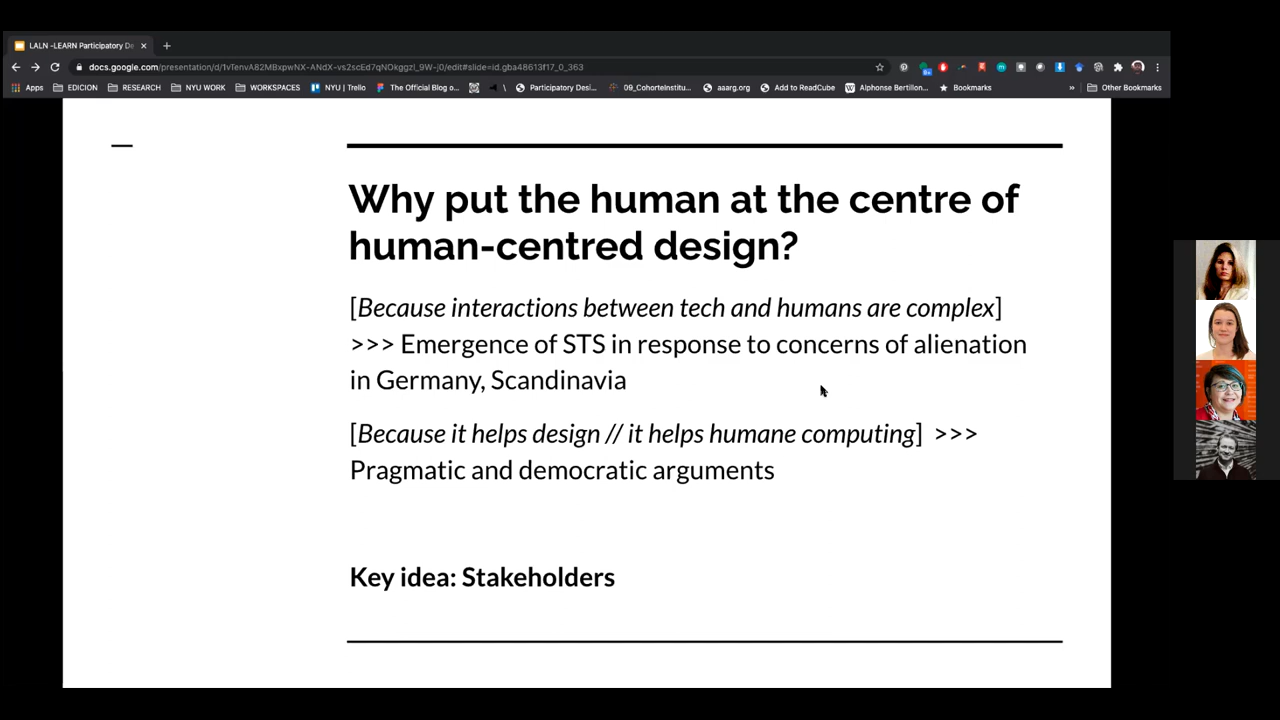 LALN -LEARN Participatory De
docs.google.com/presentation/d/1vTenvA82MBxpwNX-ANdX-vs2scEd7qNOkggzl_9W-j0/edit#slide=id.gba48613f17_0_363
Apps EDICION RESEARCH NYU WORK WORKSPACES NYU | Trello The Official Blog o... \ Participatory Desi... 09_CohorteInstitu... aaarg.org Add to ReadCube Alphonse Bertillon... Bookmarks » Other Bookmarks
Why put the human at the centre of
human-centred design?
[Because interactions between tech and humans are complex]
>>> Emergence of STS in response to concerns of alienation
in Germany, Scandinavia
[Because it helps design // it helps humane computing] >>>
Pragmatic and democratic arguments
Key idea: Stakeholders